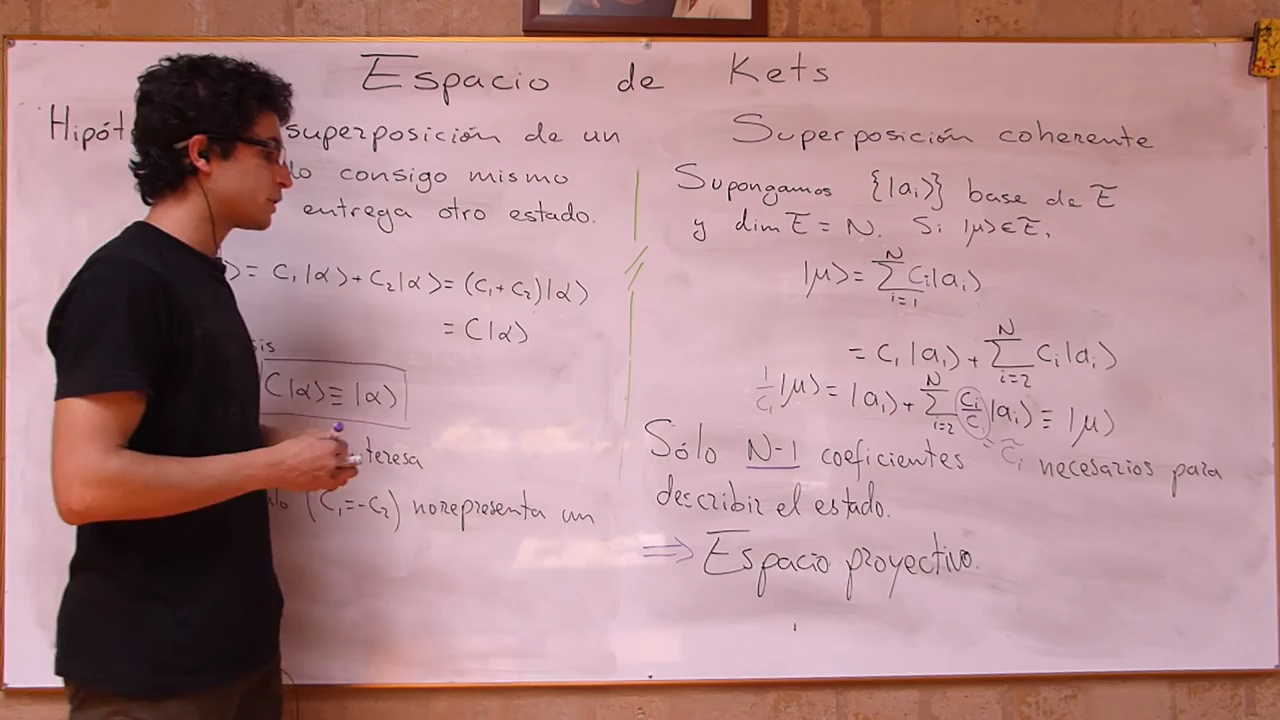 Espacio de Kets
Hipót superposición de un
lo consigo mismo
entrega otro estado.
⟩= C₁|α⟩+C₂|α⟩=(C₁+C₂)|α⟩
= C|α⟩
sis
C|α⟩≡|α⟩
teresa
(C₁=-C₂) no representa un
Superposición coherente
Supongamos {|aᵢ⟩} base de E
y dim E = N. Si |μ⟩∈E,
|μ⟩=∑ᵢ₌₁ᴺ Cᵢ|aᵢ⟩
= C₁|a₁⟩+∑ᵢ₌₂ᴺ Cᵢ|aᵢ⟩
1/C₁|μ⟩= |a₁⟩+∑ᵢ₌₂ᴺ Cᵢ/C₁|aᵢ⟩≡|μ⟩
Sólo N-1 coeficientes C̃ᵢ necesarios para
describir el estado.
⇒ Espacio proyectivo.